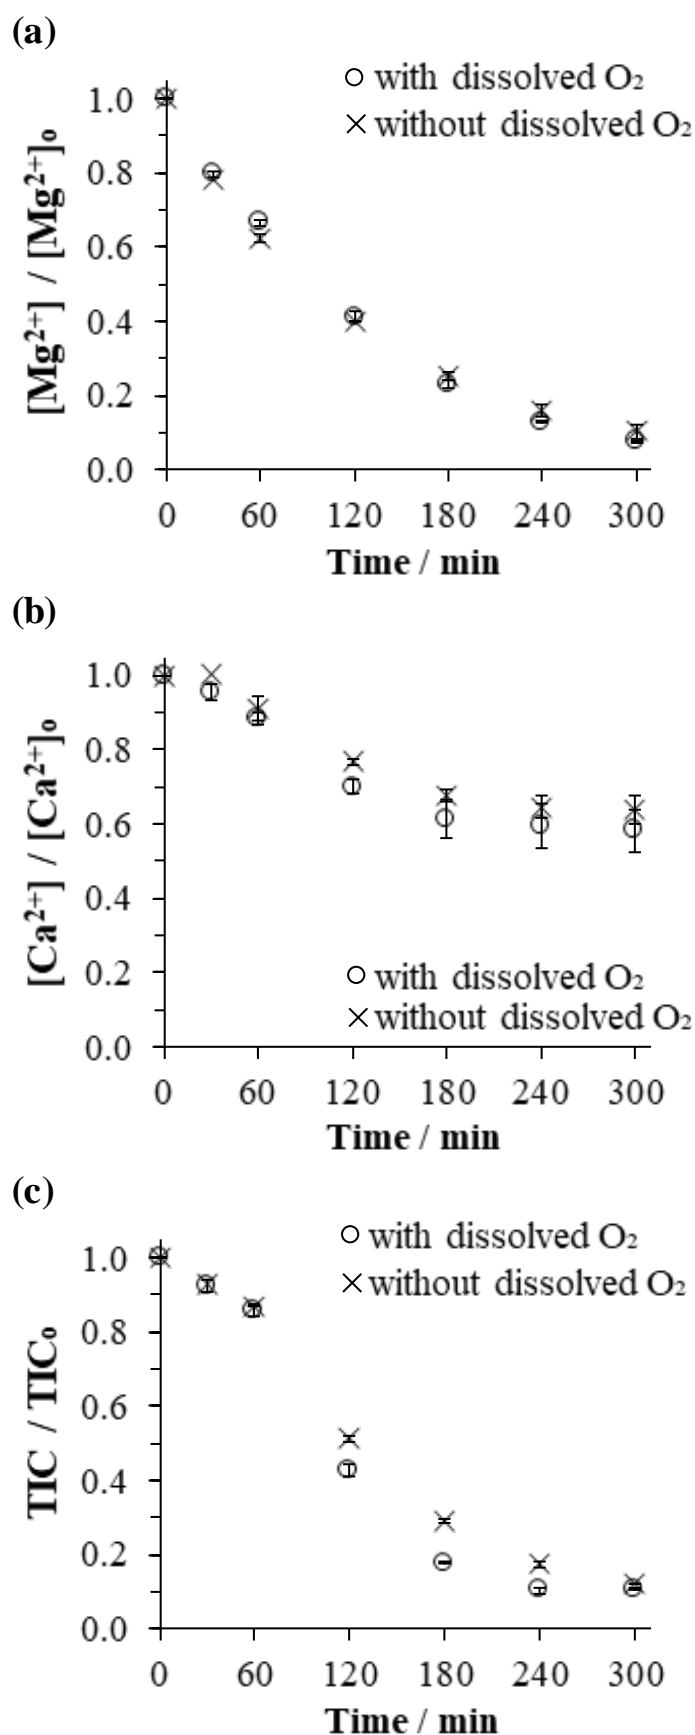 (a)
with dissolved O₂
without dissolved O₂
[Mg²⁺] / [Mg²⁺]₀
1.0
0.8
0.6
0.4
0.2
0.0
0 60 120 180 240 300
Time / min
(b)
[Ca²⁺] / [Ca²⁺]₀
1.0
0.8
0.6
0.4
0.2
0.0
with dissolved O₂
without dissolved O₂
0 60 120 180 240 300
Time / min
(c)
with dissolved O₂
without dissolved O₂
TIC / TIC₀
1.0
0.8
0.6
0.4
0.2
0.0
0 60 120 180 240 300
Time / min